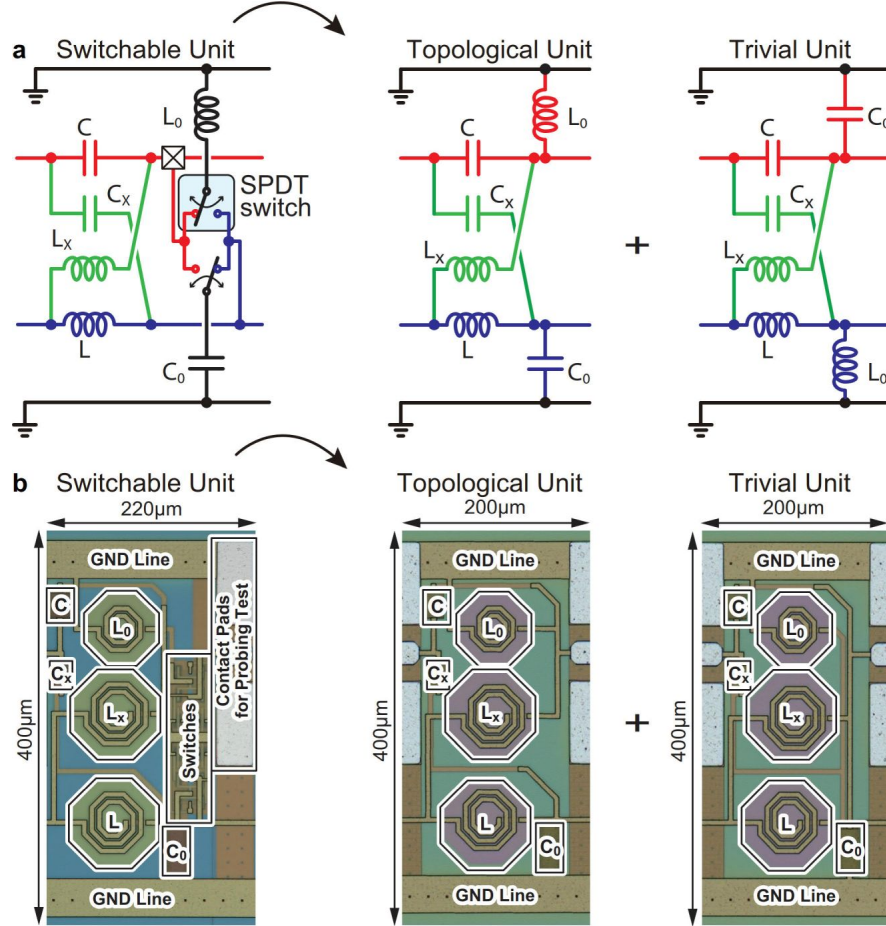 a
Switchable Unit
Topological Unit
Trivial Unit
L₀
C
Cₓ
Lₓ
L
SPDT
switch
C₀
L₀
C
Cₓ
Lₓ
L
C₀
+
C₀
C
Cₓ
Lₓ
L
L₀
b
Switchable Unit
Topological Unit
Trivial Unit
220μm
200μm
200μm
400μm
GND Line
C
L₀
Cₓ
Lₓ
L
C₀
Switches
Contact Pads
for Probing Test
GND Line
400μm
GND Line
C
L₀
Cₓ
Lₓ
L
C₀
GND Line
+
400μm
GND Line
C
L₀
Cₓ
Lₓ
L
C₀
GND Line